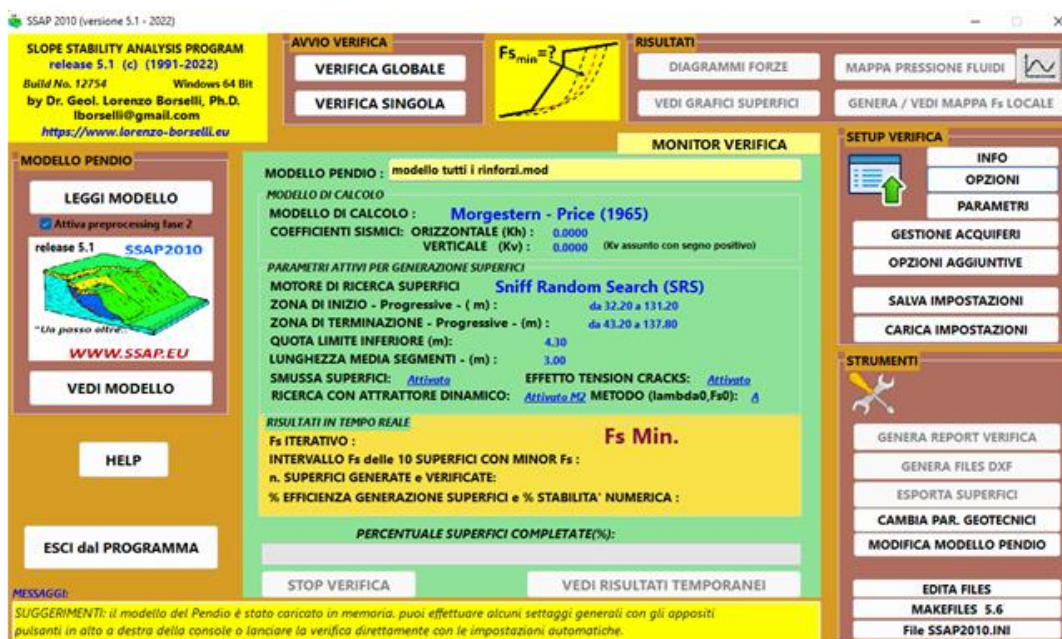 SSAP 2010 (versione 5.1 - 2022)
SLOPE STABILITY ANALYSIS PROGRAM
release 5.1 (c) (1991-2022)
Build No. 12754 Windows 64 Bit
by Dr. Geol. Lorenzo Borselli, Ph.D.
lborselli@gmail.com
https://www.lorenzo-borselli.eu
AVVIO VERIFICA
VERIFICA GLOBALE
VERIFICA SINGOLA
Fsmin=?
RISULTATI
DIAGRAMMI FORZE
VEDI GRAFICI SUPERFICI
MAPPA PRESSIONE FLUIDI
GENERA / VEDI MAPPA Fs LOCALE
MODELLO PENDIO
LEGGI MODELLO
Attiva preprocessing fase 2
release 5.1 SSAP2010
"Un passo oltre..
WWW.SSAP.EU
VEDI MODELLO
HELP
ESCI dal PROGRAMMA
MONITOR VERIFICA
MODELLO PENDIO : modello tutti i rinforzi.mod
MODELLO DI CALCOLO
MODELLO DI CALCOLO : Morgestern - Price (1965)
COEFFICIENTI SISMICI: ORIZZONTALE (Kh) : 0.0000
VERTICALE (Kv) : 0.0000 (Kv assunto con segno positivo)
PARAMETRI ATTIVI PER GENERAZIONE SUPERFICI
MOTORE DI RICERCA SUPERFICI Sniff Random Search (SRS)
ZONA DI INIZIO - Progressive - ( m) : da 32.20 a 131.20
ZONA DI TERMINAZIONE - Progressive - (m) : da 43.20 a 137.80
QUOTA LIMITE INFERIORE (m): 4.30
LUNGHEZZA MEDIA SEGMENTI - (m) : 3.00
SMUSSA SUPERFICI: Attivato EFFETTO TENSION CRACKS: Attivato
RICERCA CON ATTRATTORE DINAMICO: Attivato M2 METODO (lambda0,Fs0): A
RISULTATI IN TEMPO REALE
Fs ITERATIVO : Fs Min.
INTERVALLO Fs delle 10 SUPERFICI CON MINOR Fs :
n. SUPERFICI GENERATE e VERIFICATE:
% EFFICIENZA GENERAZIONE SUPERFICI e % STABILITA' NUMERICA :
PERCENTUALE SUPERFICI COMPLETATE(%):
STOP VERIFICA
VEDI RISULTATI TEMPORANEI
SETUP VERIFICA
INFO
OPZIONI
PARAMETRI
GESTIONE ACQUIFERI
OPZIONI AGGIUNTIVE
SALVA IMPOSTAZIONI
CARICA IMPOSTAZIONI
STRUMENTI
GENERA REPORT VERIFICA
GENERA FILES DXF
ESPORTA SUPERFICI
CAMBIA PAR. GEOTECNICI
MODIFICA MODELLO PENDIO
EDITA FILES
MAKEFILES 5.6
File SSAP2010.INI
MESSAGGI:
SUGGERIMENTI: il modello del Pendio è stato caricato in memoria. puoi effettuare alcuni settaggi generali con gli appositi
pulsanti in alto a destra della console o lanciare la verifica direttamente con le impostazioni automatiche.